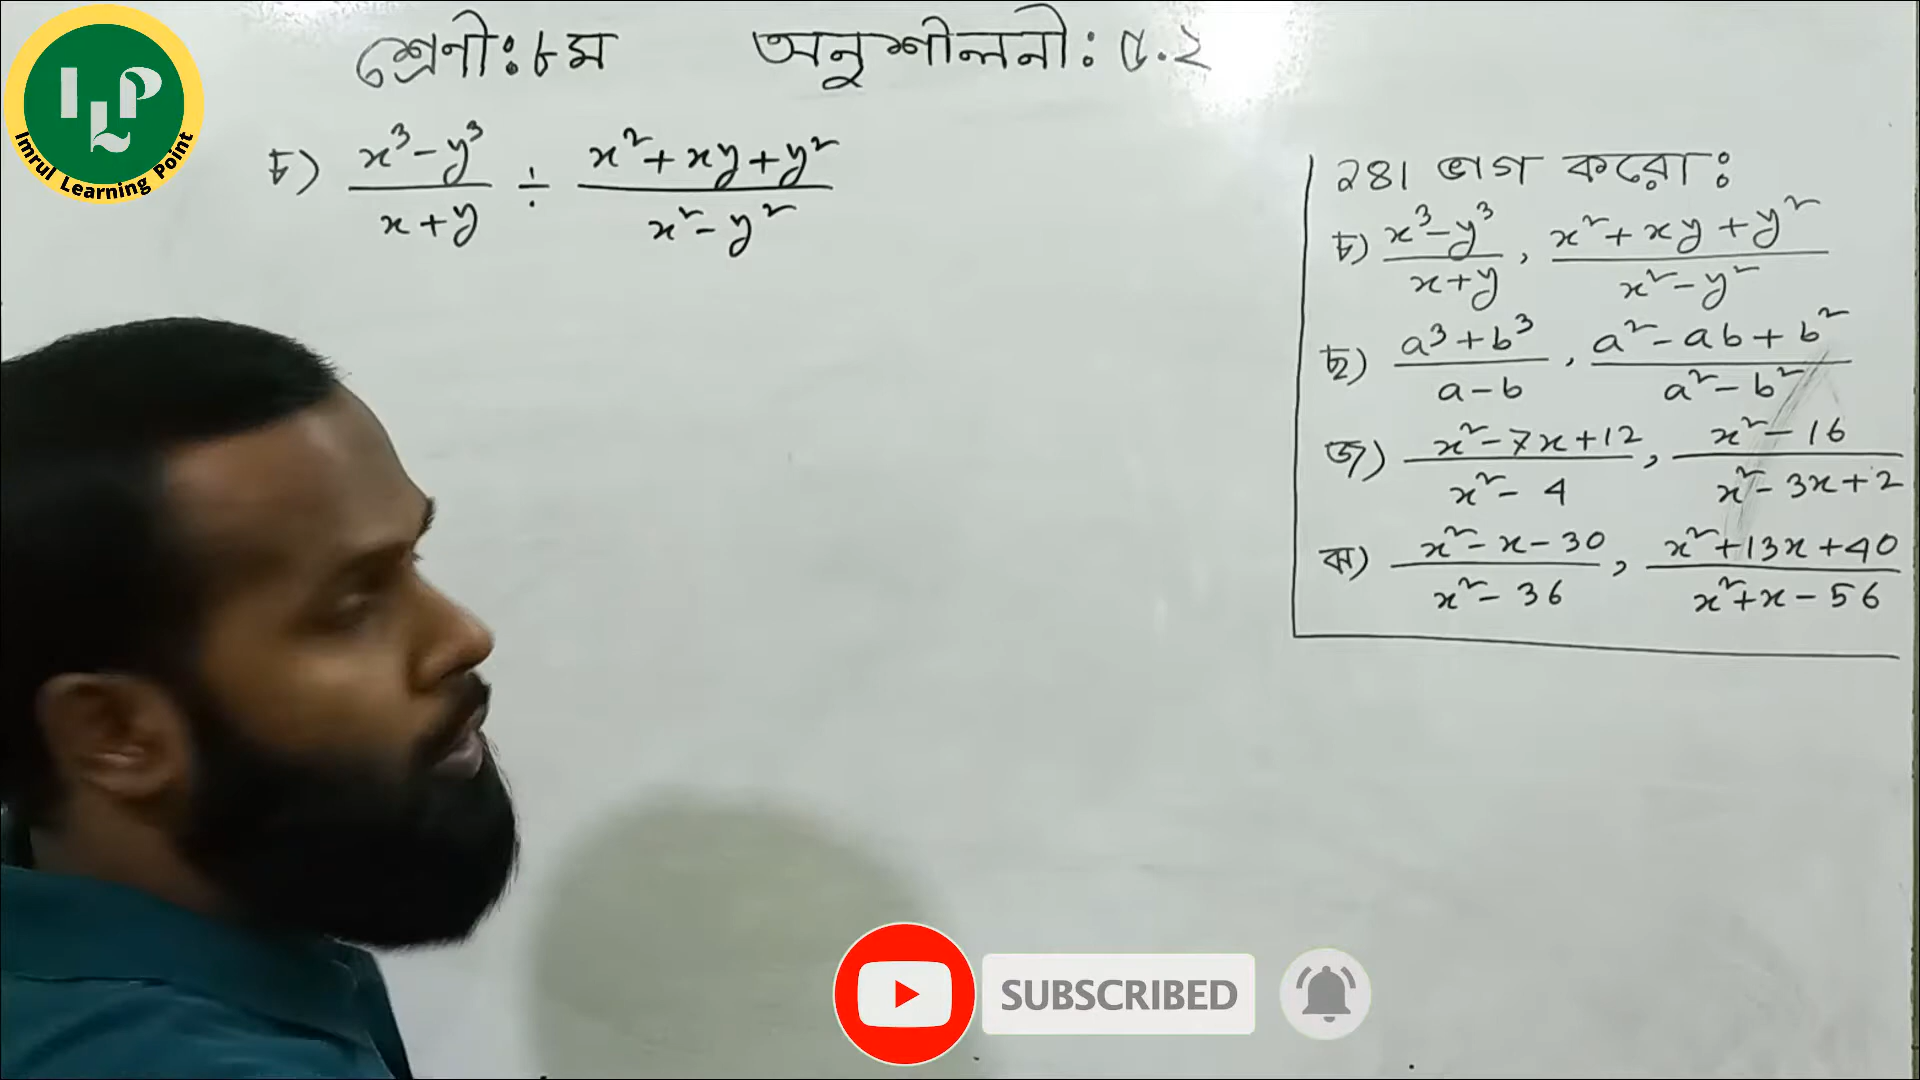 ILP
Imrul Learning Point
শ্রেনী: ৮ম অনুশীলনী: ৫.২
চ) (x³-y³)/(x+y) ÷ (x²+xy+y²)/(x²-y²)
২৪। ভাগ করো:
চ) (x³-y³)/(x+y), (x²+xy+y²)/(x²-y²)
ছ) (a³+b³)/(a-b), (a²-ab+b²)/(a²-b²)
জ) (x²-7x+12)/(x²-4), (x²-16)/(x²-3x+2)
ঝ) (x²-x-30)/(x²-36), (x²+13x+40)/(x²+x-56)
SUBSCRIBED